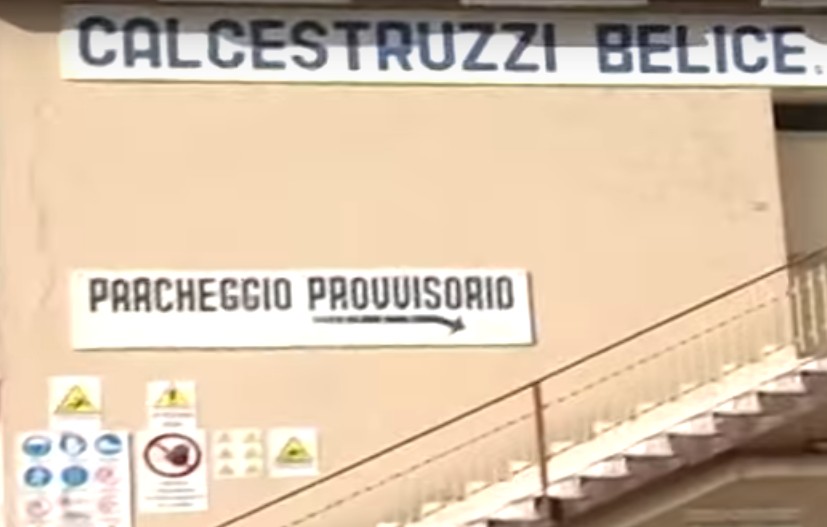 CALCESTRUZZI BELICE.
PARCHEGGIO PROVVISORIO